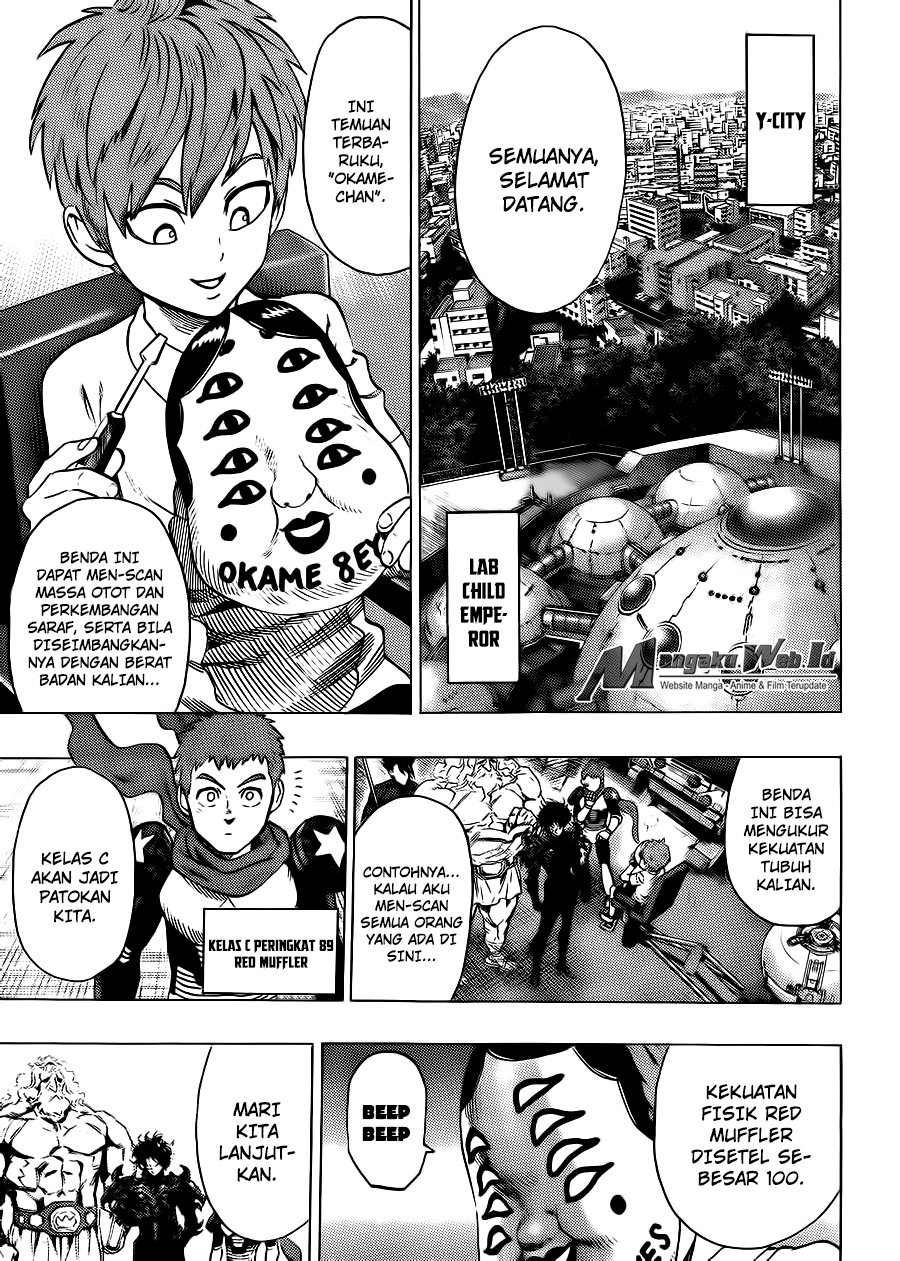 Y-CITY
SEMUANYA,
SELAMAT
DATANG.
LAB
CHILD
EMPE-
ROR
Mangaku.Web.Id
Website Manga - Anime & Film Terupdate
INI
TEMUAN
TERBA-
RUKU,
"OKAME-
CHAN".
OKAME 8EY
BENDA INI
DAPAT MEN-SCAN
MASSA OTOT DAN
PERKEMBANGAN
SARAF, SERTA BILA
DISEIMBANGKAN-
NYA DENGAN BERAT
BADAN KALIAN...
BENDA
INI BISA
MENGUKUR
KEKUATAN
TUBUH
KALIAN.
CONTOHNYA...
KALAU AKU
MEN-SCAN
SEMUA ORANG
YANG ADA DI
SINI...
KELAS C
AKAN JADI
PATOKAN
KITA.
KELAS C PERINGKAT 89
RED MUFFLER
KEKUATAN
FISIK RED
MUFFLER
DISETEL SE-
BESAR 100.
BEEP
BEEP
YES
MARI
KITA
LANJUT-
KAN.